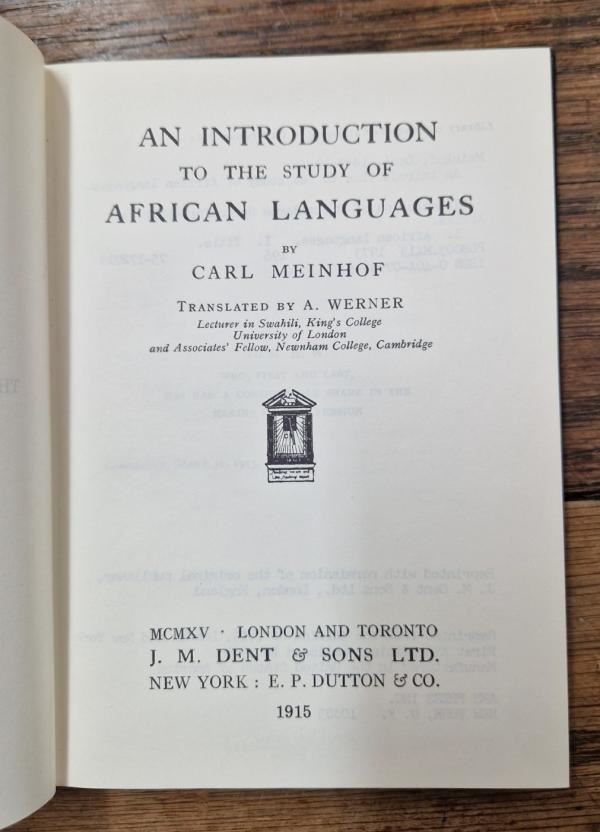 AN INTRODUCTION
TO THE STUDY OF
AFRICAN LANGUAGES
BY
CARL MEINHOF
TRANSLATED BY A. WERNER
Lecturer in Swahili, King's College
University of London
and Associates' Fellow, Newnham College, Cambridge
MCMXV · LONDON AND TORONTO
J. M. DENT & SONS LTD.
NEW YORK : E. P. DUTTON & CO.
1915